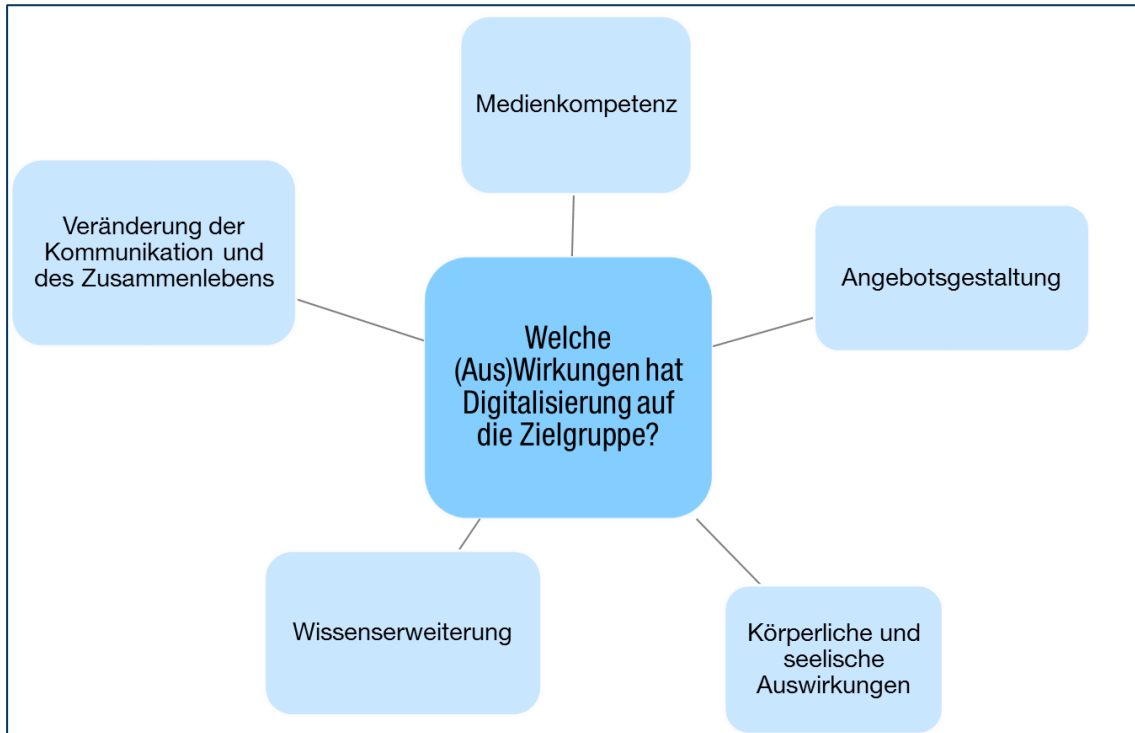 Medienkompetenz
Veränderung der
Kommunikation und
des Zusammenlebens
Angebotsgestaltung
Welche
(Aus)Wirkungen hat
Digitalisierung auf
die Zielgruppe?
Wissenserweiterung
Körperliche und
seelische
Auswirkungen